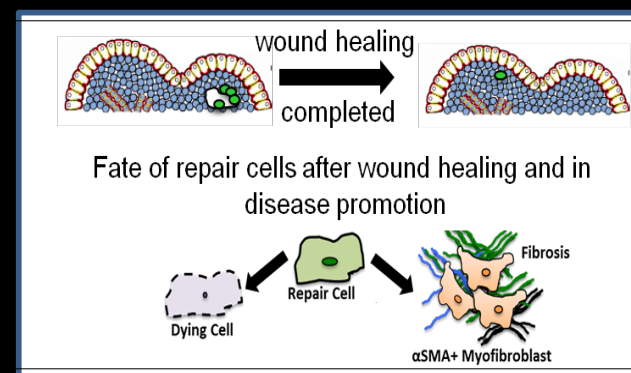 wound healing
completed
Fate of repair cells after wound healing and in
disease promotion
Fibrosis
Repair Cell
Dying Cell
αSMA+ Myofibroblast